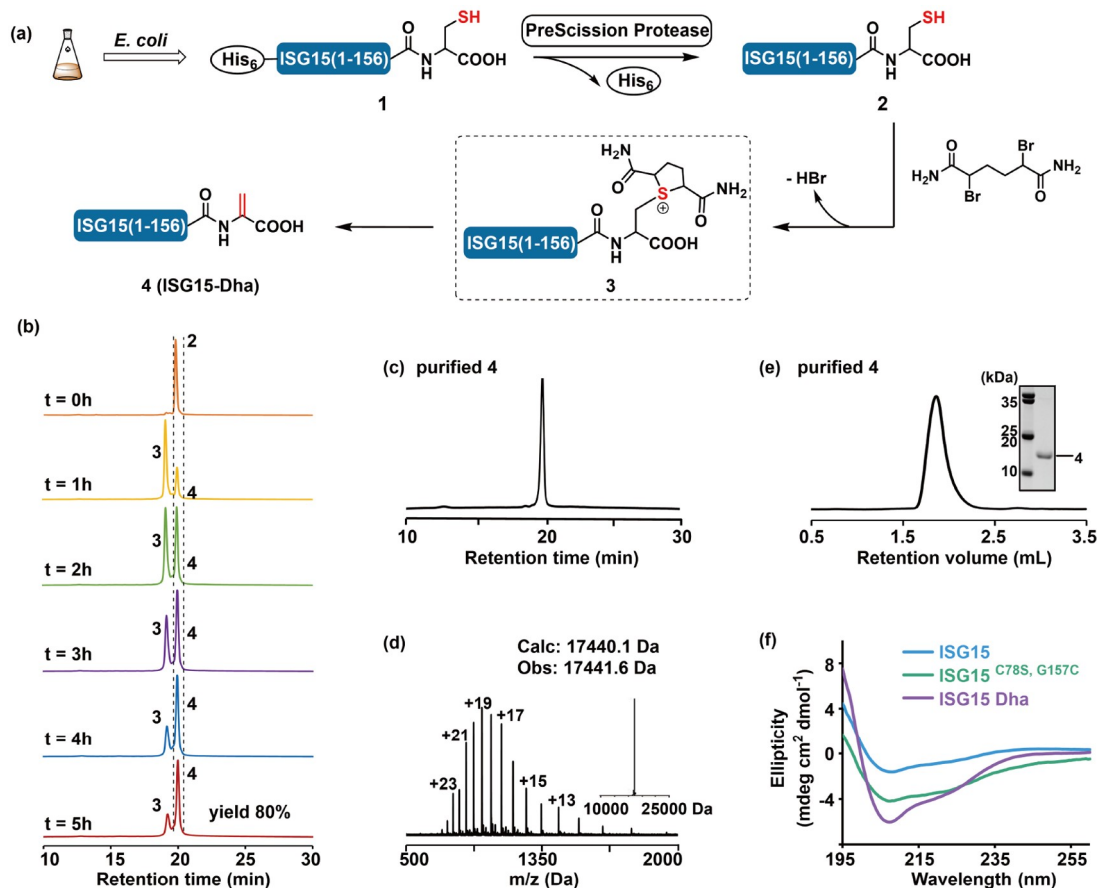 (a)
E. coli
His6
ISG15(1-156)
O
N
H
SH
COOH
1
PreScission Protease
His6
ISG15(1-156)
O
N
H
SH
COOH
2
O
H2N
Br
Br
NH2
O
- HBr
H2N
O
S
⊕
NH2
O
ISG15(1-156)
O
N
H
COOH
3
ISG15(1-156)
O
N
H
COOH
4 (ISG15-Dha)
(b)
2
t = 0h
3
4
t = 1h
3
4
t = 2h
3
4
t = 3h
3
4
t = 4h
3
4
yield 80%
t = 5h
10 20 30
Retention time (min)
(c) purified 4
10 20 30
Retention time (min)
(d)
Calc: 17440.1 Da
Obs: 17441.6 Da
+19
+17
+21
+23
+15
+13
10000 25000 Da
500 1350 2000
m/z (Da)
(e) purified 4
(kDa)
35
25
20
10
4
0.5 1.5 2.5 3.5
Retention volume (mL)
(f)
ISG15
ISG15 C78S, G157C
ISG15 Dha
8
4
0
-4
Ellipticity
(mdeg cm2 dmol-1)
195 215 235 255
Wavelength (nm)